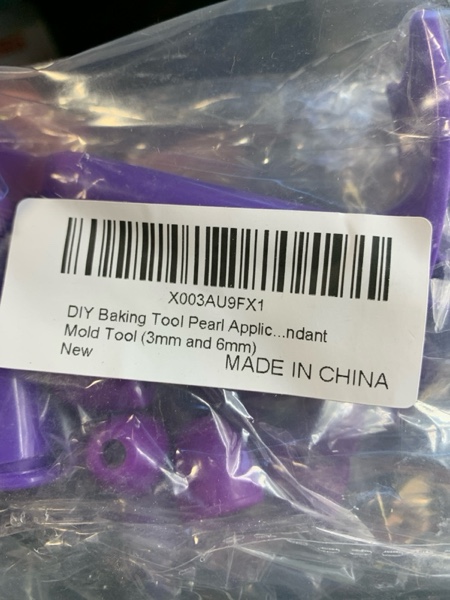 X003AU9FX1
DIY Baking Tool Pearl Applic...ndant
Mold Tool (3mm and 6mm)
New
MADE IN CHINA